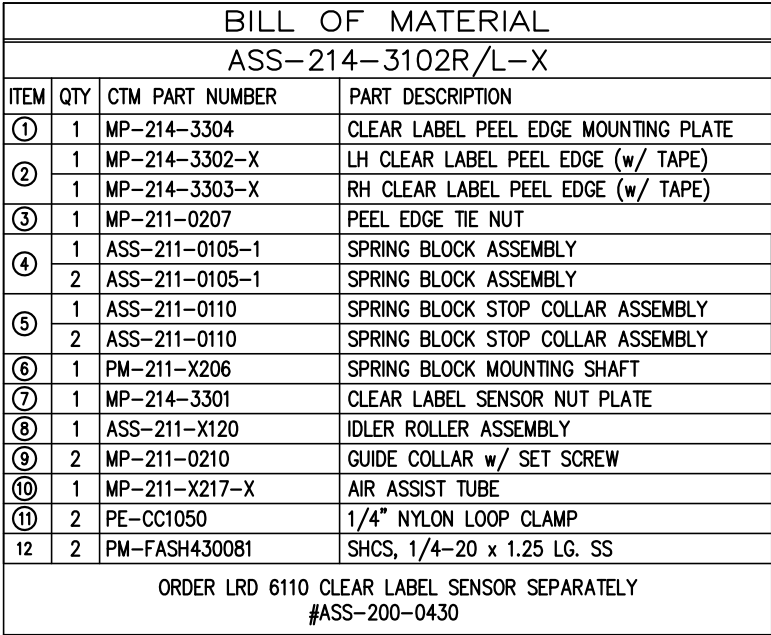 BILL OF MATERIAL
ASS-214-3102R/L-X
ITEM QTY CTM PART NUMBER PART DESCRIPTION
1 1 MP-214-3304 CLEAR LABEL PEEL EDGE MOUNTING PLATE
2 1 MP-214-3302-X LH CLEAR LABEL PEEL EDGE (w/ TAPE)
1 MP-214-3303-X RH CLEAR LABEL PEEL EDGE (w/ TAPE)
3 1 MP-211-0207 PEEL EDGE TIE NUT
4 1 ASS-211-0105-1 SPRING BLOCK ASSEMBLY
2 ASS-211-0105-1 SPRING BLOCK ASSEMBLY
5 1 ASS-211-0110 SPRING BLOCK STOP COLLAR ASSEMBLY
2 ASS-211-0110 SPRING BLOCK STOP COLLAR ASSEMBLY
6 1 PM-211-X206 SPRING BLOCK MOUNTING SHAFT
7 1 MP-214-3301 CLEAR LABEL SENSOR NUT PLATE
8 1 ASS-211-X120 IDLER ROLLER ASSEMBLY
9 2 MP-211-0210 GUIDE COLLAR w/ SET SCREW
10 1 MP-211-X217-X AIR ASSIST TUBE
11 2 PE-CC1050 1/4" NYLON LOOP CLAMP
12 2 PM-FASH430081 SHCS, 1/4-20 x 1.25 LG. SS
ORDER LRD 6110 CLEAR LABEL SENSOR SEPARATELY
#ASS-200-0430